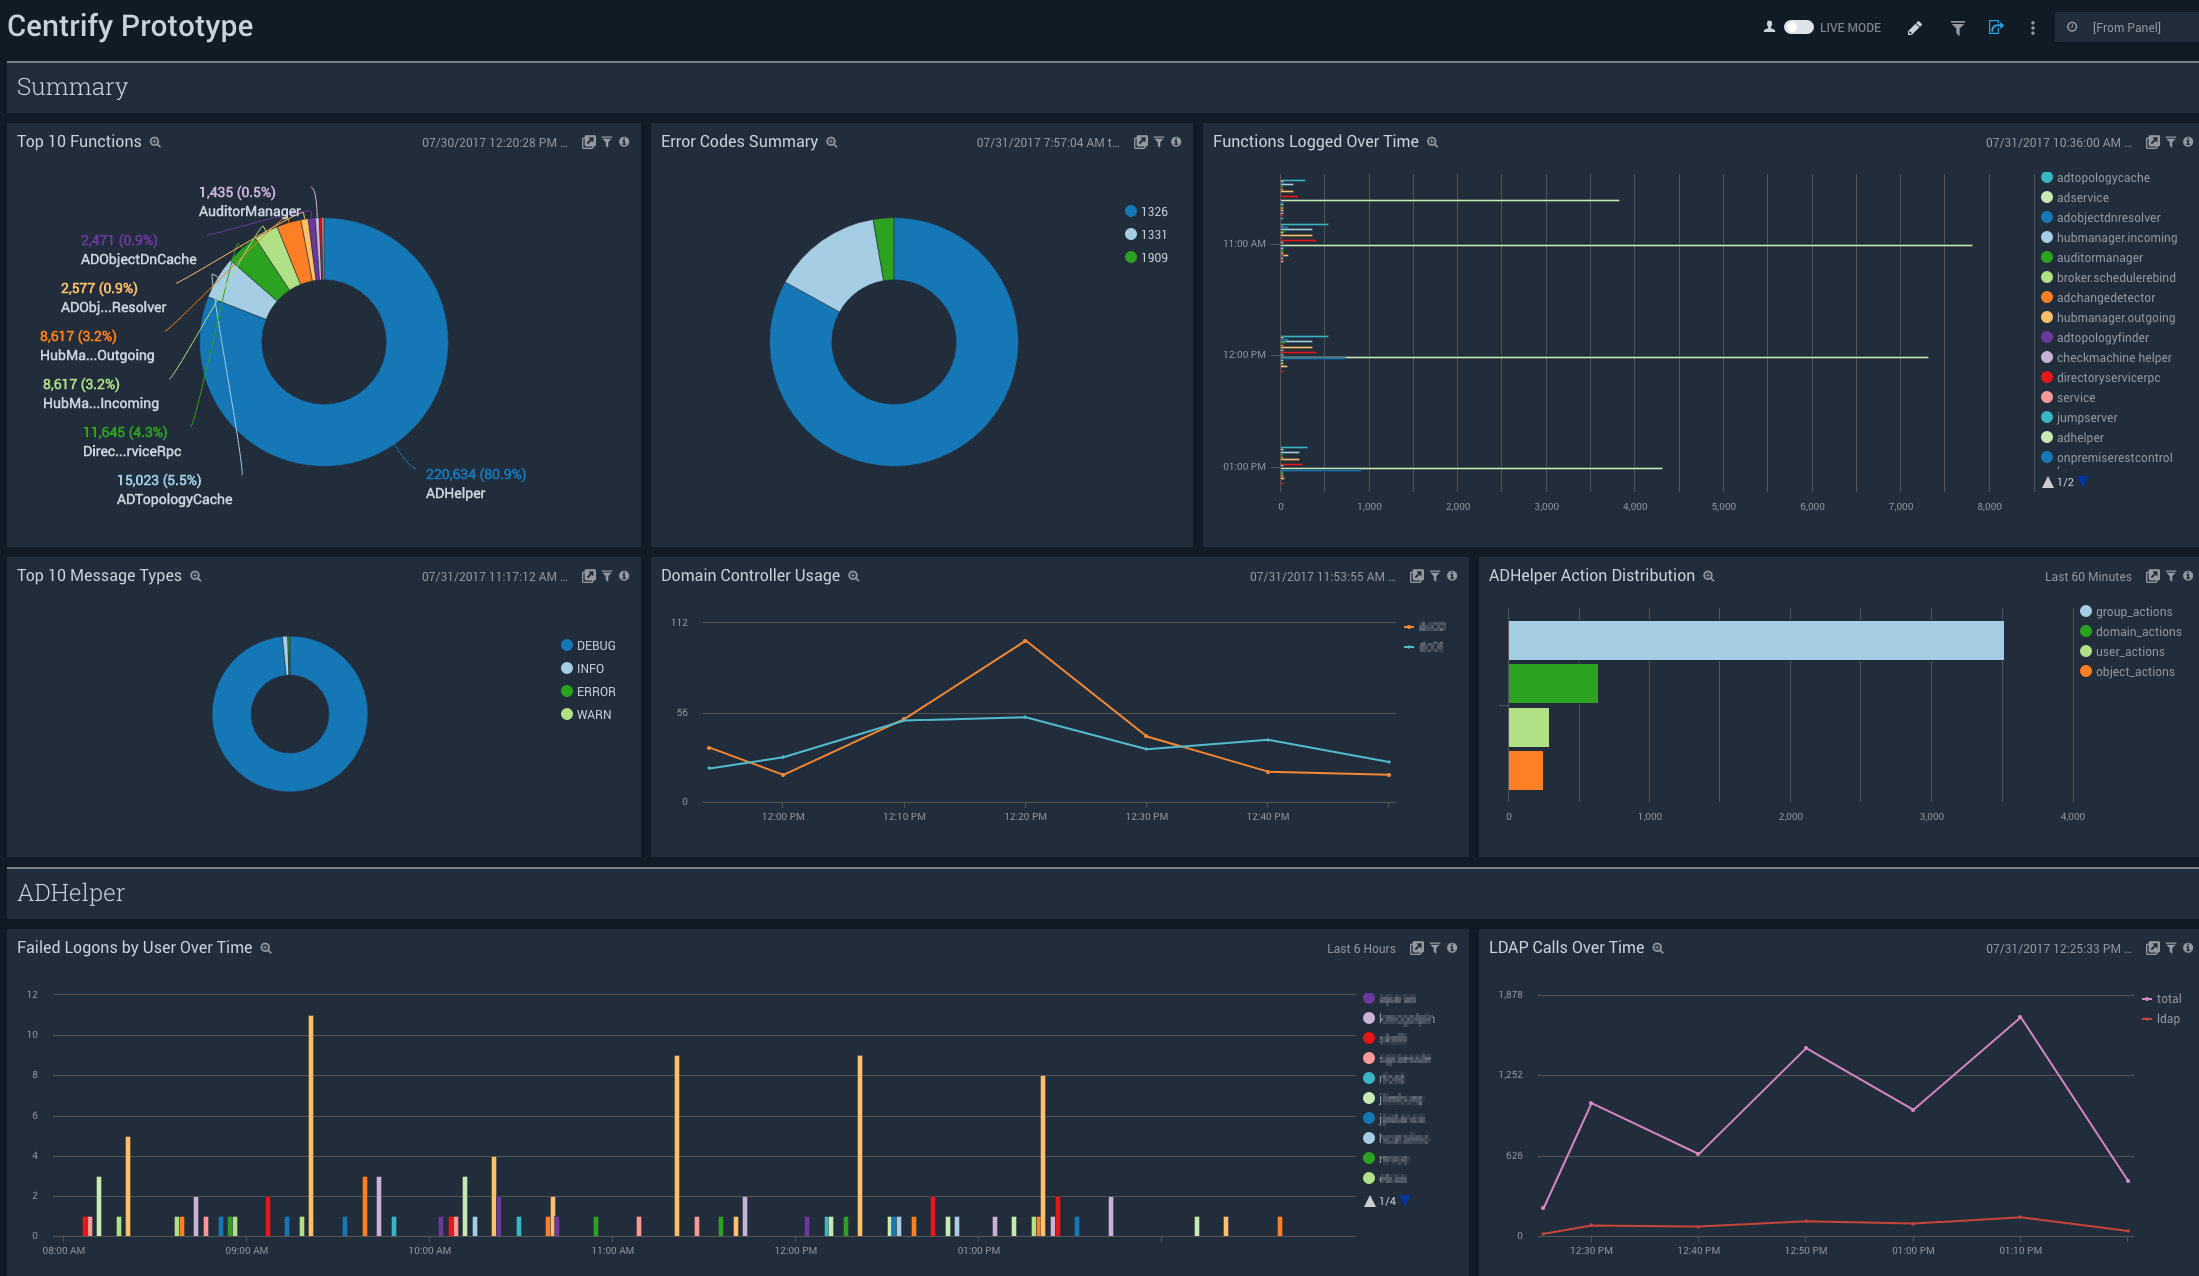 Centrify Prototype
LIVE MODE
[From Panel]
Summary
Top 10 Functions
07/30/2017 12:20:28 PM ...
1,435 (0.5%)
AuditorManager
2,471 (0.9%)
ADObjectDnCache
2,577 (0.9%)
ADObj...Resolver
8,617 (3.2%)
HubMa...Outgoing
8,617 (3.2%)
HubMa...Incoming
11,645 (4.3%)
Direc...rviceRpc
15,023 (5.5%)
ADTopologyCache
220,634 (80.9%)
ADHelper
Error Codes Summary
07/31/2017 7:57:04 AM t...
1326
1331
1909
Functions Logged Over Time
07/31/2017 10:36:00 AM ...
11:00 AM
12:00 PM
01:00 PM
0 1,000 2,000 3,000 4,000 5,000 6,000 7,000 8,000
adtopologycache
adservice
adobjectdnresolver
hubmanager.incoming
auditormanager
broker.schedulerebind
adchangedetector
hubmanager.outgoing
adtopologyfinder
checkmachine helper
directoryservicerpc
service
jumpserver
adhelper
onpremiserestcontrol
1/2
Top 10 Message Types
07/31/2017 11:17:12 AM ...
DEBUG
INFO
ERROR
WARN
Domain Controller Usage
07/31/2017 11:53:55 AM ...
112
56
0
12:00 PM 12:10 PM 12:20 PM 12:30 PM 12:40 PM
ADHelper Action Distribution
Last 60 Minutes
group_actions
domain_actions
user_actions
object_actions
0 1,000 2,000 3,000 4,000
ADHelper
Failed Logons by User Over Time
Last 6 Hours
12
10
8
6
4
2
0
08:00 AM 09:00 AM 10:00 AM 11:00 AM 12:00 PM 01:00 PM
1/4
LDAP Calls Over Time
07/31/2017 12:25:33 PM ...
1,878
1,252
626
0
12:30 PM 12:40 PM 12:50 PM 01:00 PM 01:10 PM
total
ldap